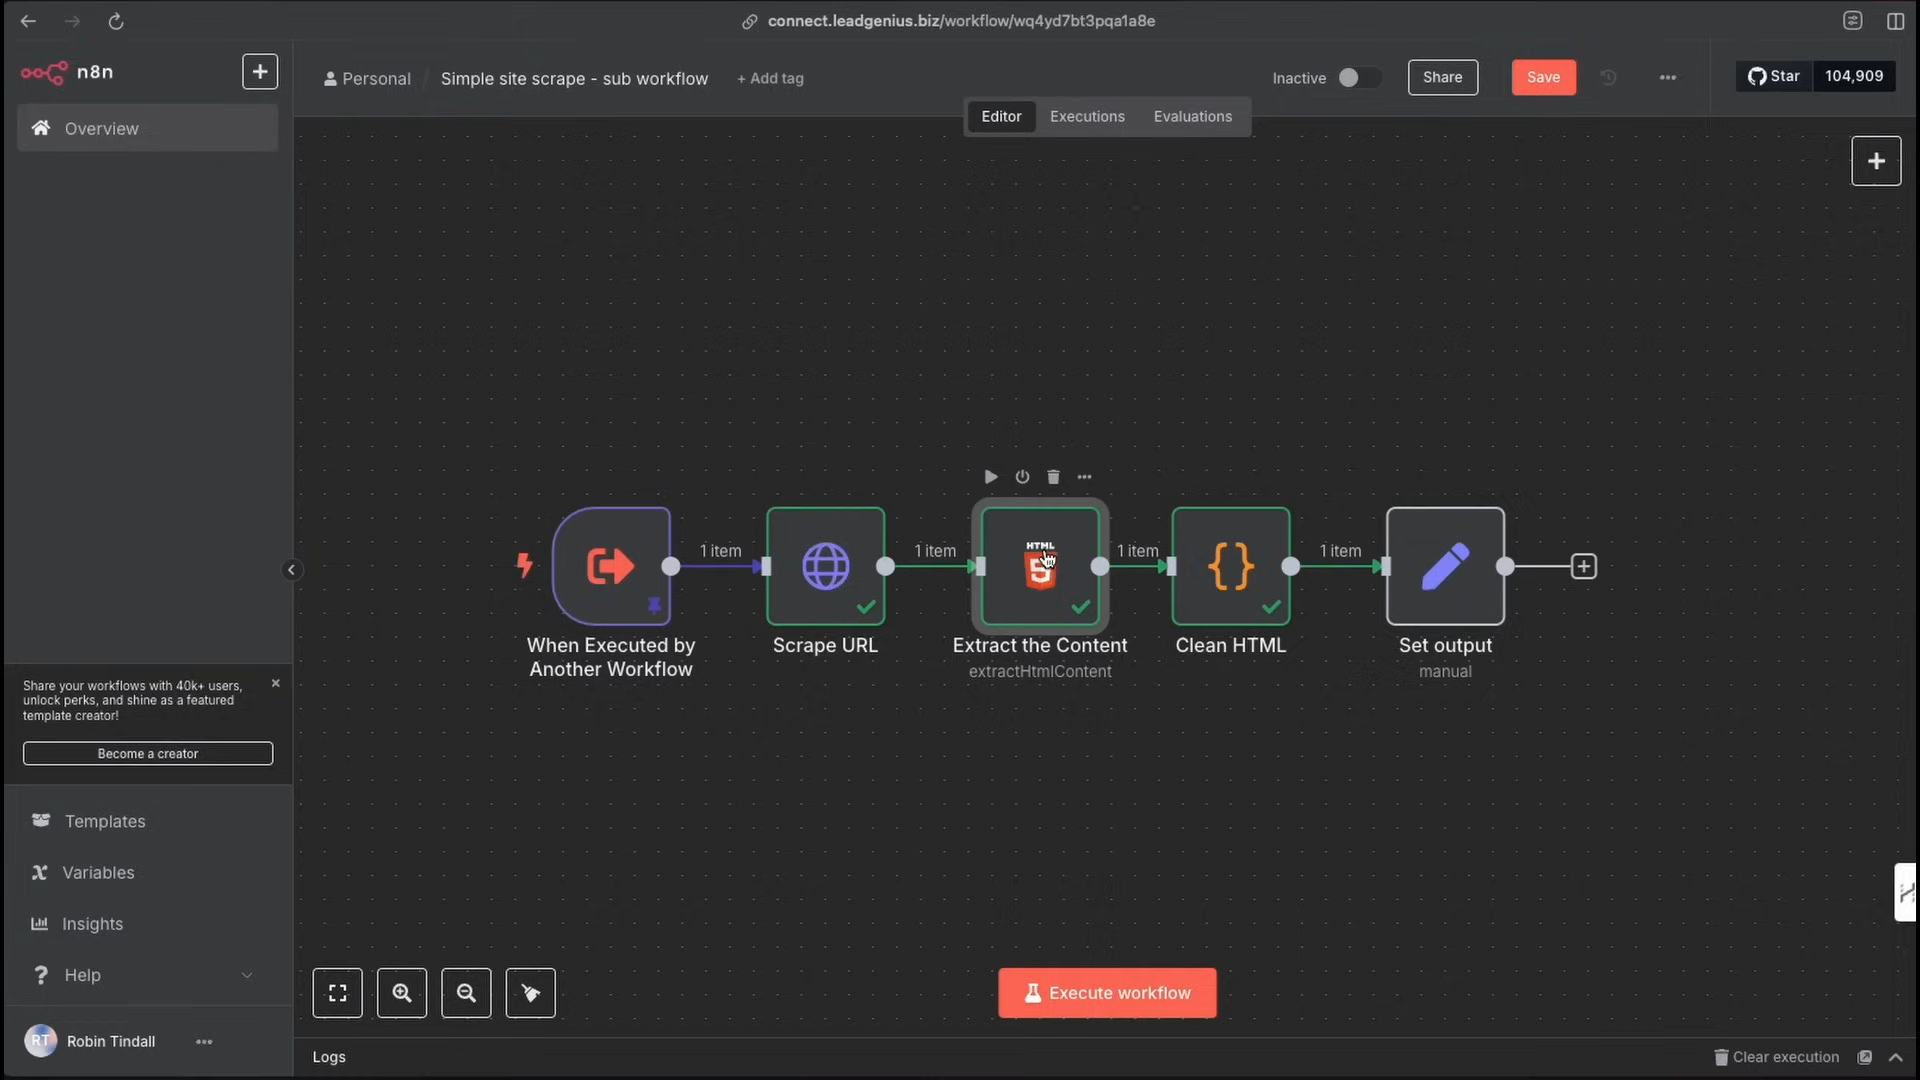 connect.leadgenius.biz/workflow/wq4yd7bt3pqa1a8e
n8n
Personal / Simple site scrape - sub workflow + Add tag
Inactive
Share
Save
Star 104,909
Overview
Editor Executions Evaluations
1 item
1 item
1 item
1 item
HTML
5
When Executed by
Another Workflow
Scrape URL
Extract the Content
extractHtmlContent
Clean HTML
Set output
manual
Share your workflows with 40k+ users,
unlock perks, and shine as a featured
template creator!
Become a creator
Templates
Variables
Insights
Help
RT Robin Tindall
Execute workflow
Logs
Clear execution